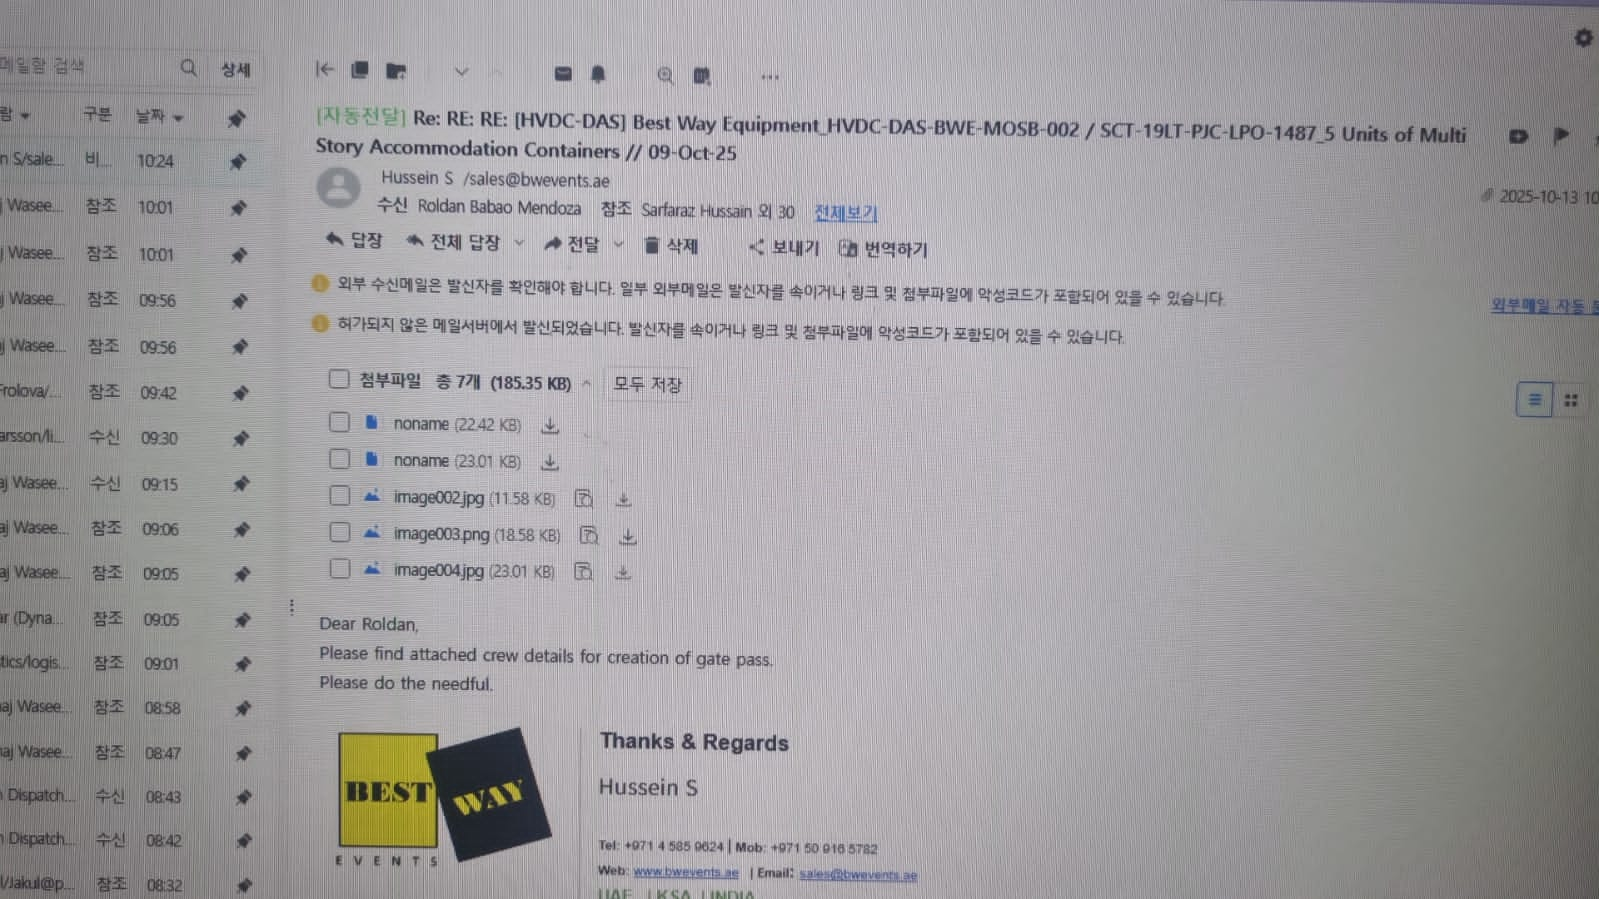 메일함 검색 상세
람 구분 날짜
n S/sale... 비... 10:24
j Wasee... 참조 10:01
j Wasee... 참조 10:01
j Wasee... 참조 09:56
j Wasee... 참조 09:56
Frolova/... 참조 09:42
arsson/li... 수신 09:30
aj Wasee... 수신 09:15
aj Wasee... 참조 09:06
aj Wasee... 참조 09:05
ar (Dyna... 참조 09:05
tics/logis... 참조 09:01
naj Wasee... 참조 08:58
naj Wasee... 참조 08:47
n Dispatch... 수신 08:43
n Dispatch... 수신 08:42
l/Jakul@p... 참조 08:32
[자동전달] Re: RE: RE: [HVDC-DAS] Best Way Equipment_HVDC-DAS-BWE-MOSB-002 / SCT-19LT-PJC-LPO-1487_5 Units of Multi
Story Accommodation Containers // 09-Oct-25
Hussein S /sales@bwevents.ae
2025-10-13 10
수신 Roldan Babao Mendoza 참조 Sarfaraz Hussain 외 30 전체보기
답장 전체 답장 전달 삭제 보내기 번역하기
외부 수신메일은 발신자를 확인해야 합니다. 일부 외부메일은 발신자를 속이거나 링크 및 첨부파일에 악성코드가 포함되어 있을 수 있습니다.
외부메일 자동 분
허가되지 않은 메일서버에서 발신되었습니다. 발신자를 속이거나 링크 및 첨부파일에 악성코드가 포함되어 있을 수 있습니다.
첨부파일 총 7개 (185.35 KB) 모두 저장
noname (22.42 KB)
noname (23.01 KB)
image002.jpg (11.58 KB)
image003.png (18.58 KB)
image004.jpg (23.01 KB)
Dear Roldan,
Please find attached crew details for creation of gate pass.
Please do the needful.
BEST WAY
EVENTS
Thanks & Regards
Hussein S
Tel: +971 4 585 9624 | Mob: +971 50 916 5782
Web: www.bwevents.ae | Email: sales@bwevents.ae
UAE | KSA | INDIA